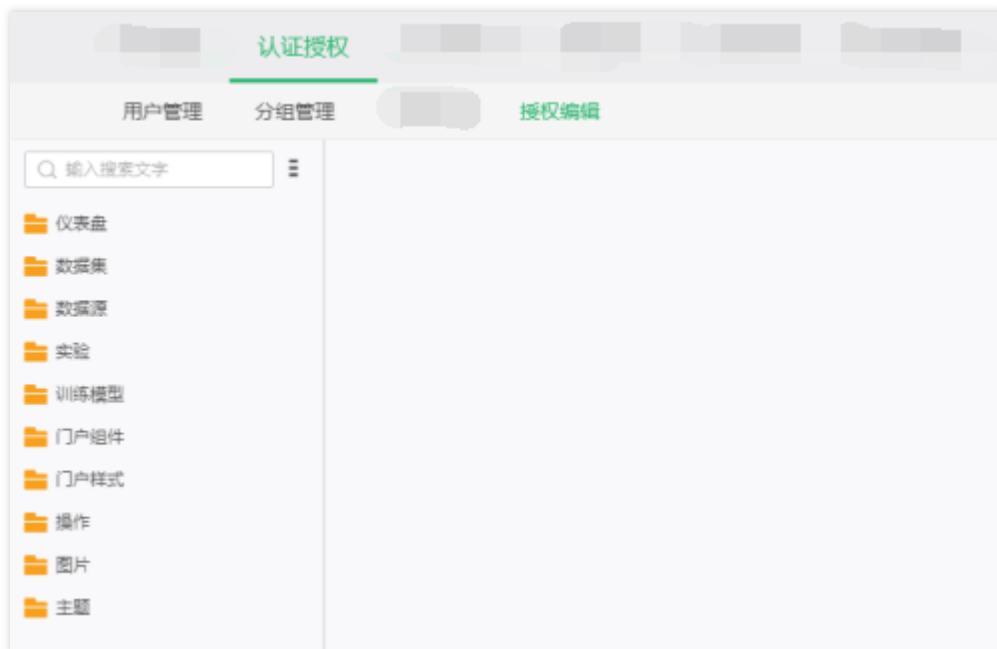 认证授权
用户管理 分组管理 授权编辑
输入搜索文字
仪表盘
数据集
数据源
实验
训练模型
门户组件
门户样式
操作
图片
主题